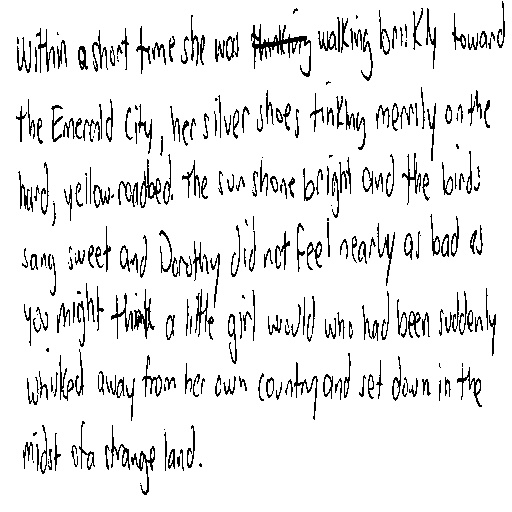 Within a short time she was walking briskly toward
the Emerald City, her silver shoes tinkling merrily on the
hard, yellow roadbed. The sun shone bright and the birds
sang sweet and Dorothy did not feel nearly as bad as
you might think a little girl would who had been suddenly
whisked away from her own country and set down in the
midst of a strange land.